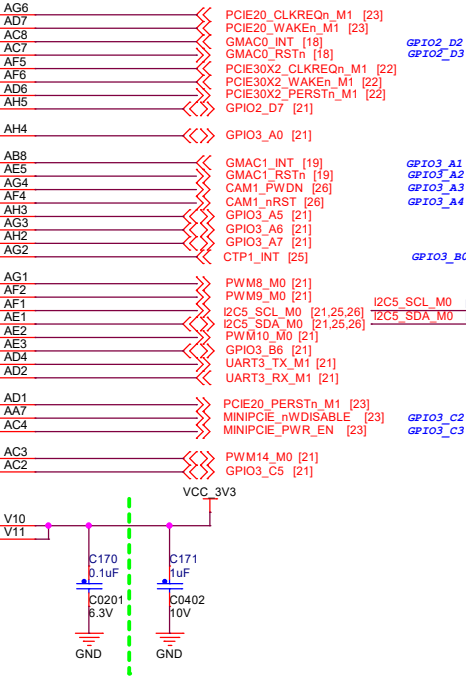 AG6 PCIE20_CLKREQn_M1 [23]
AD7 PCIE20_WAKEn_M1 [23]
AC8 GMAC0_INT [18] GPIO2_D2
AC7 GMAC0_RSTn [18] GPIO2_D3
AF5 PCIE30X2_CLKREQn_M1 [22]
AF6 PCIE30X2_WAKEn_M1 [22]
AD6 PCIE30X2_PERSTn_M1 [22]
AH5 GPIO2_D7 [21]
AH4 GPIO3_A0 [21]
AB8 GMAC1_INT [19] GPIO3_A1
AE5 GMAC1_RSTn [19] GPIO3_A2
AG4 CAM1_PWDN [26] GPIO3_A3
AF4 CAM1_nRST [26] GPIO3_A4
AH3 GPIO3_A5 [21]
AG3 GPIO3_A6 [21]
AH2 GPIO3_A7 [21]
AG2 CTP1_INT [25] GPIO3_B0
AG1 PWM8_M0 [21]
AF2 PWM9_M0 [21]
AF1 I2C5_SCL_M0 [21,25,26] I2C5_SCL_M0
AE1 I2C5_SDA_M0 [21,25,26] I2C5_SDA_M0
AE2 PWM10_M0 [21]
AE3 GPIO3_B6 [21]
AD4 UART3_TX_M1 [21]
AD2 UART3_RX_M1 [21]
AD1 PCIE20_PERSTn_M1 [23]
AA7 MINIPCIE_nWDISABLE [23] GPIO3_C2
AC4 MINIPCIE_PWR_EN [23] GPIO3_C3
AC3 PWM14_M0 [21]
AC2 GPIO3_C5 [21]
VCC_3V3
V10
V11
C170 C171
0.1uF 1uF
C0201 C0402
6.3V 10V
GND GND